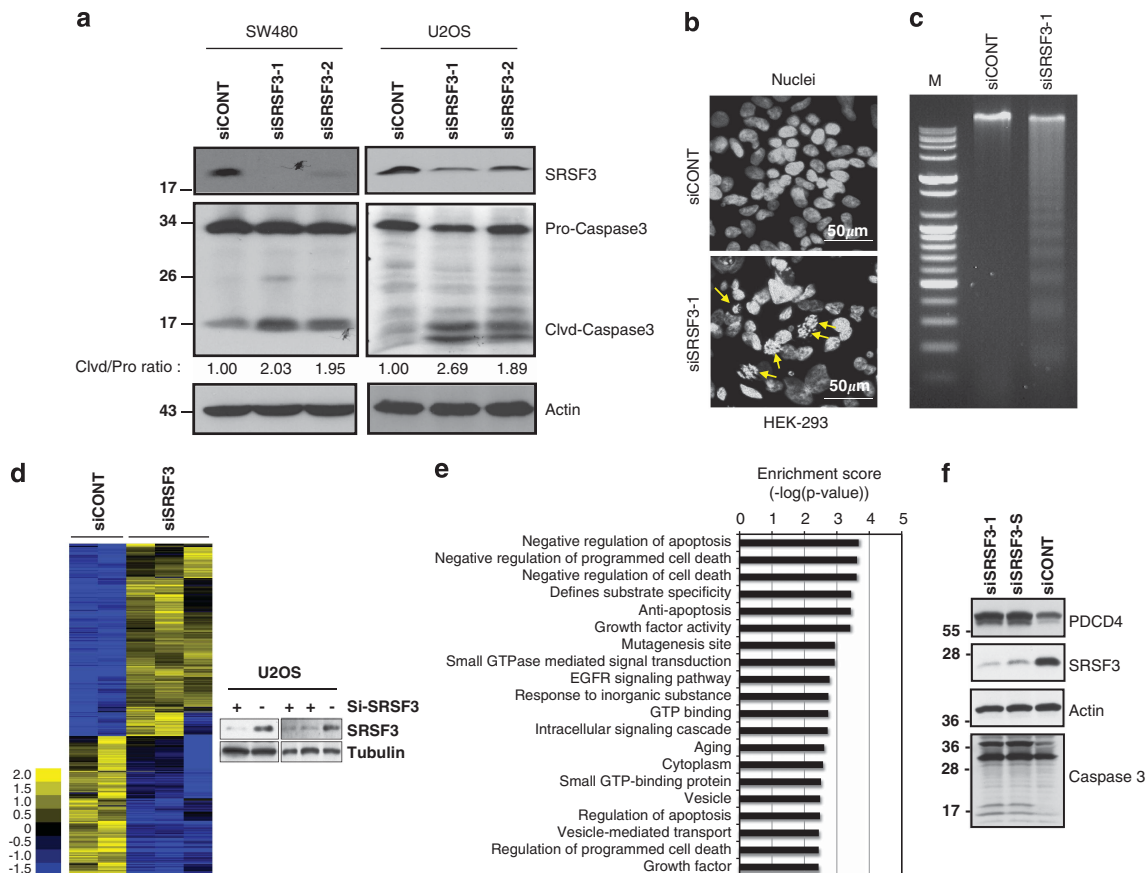 a
SW480
U2OS
siCONT
siSRSF3-1
siSRSF3-2
siCONT
siSRSF3-1
siSRSF3-2
SRSF3
17
34
Pro-Caspase3
26
17
Clvd-Caspase3
Clvd/Pro ratio : 1.00 2.03 1.95 1.00 2.69 1.89
43
Actin
b
Nuclei
siCONT
50μm
siSRSF3-1
50μm
HEK-293
c
M
siCONT
siSRSF3-1
d
siCONT
siSRSF3
2.0
1.5
1.0
0.5
0
-0.5
-1.0
-1.5
U2OS
+ - + + - Si-SRSF3
SRSF3
Tubulin
e
Enrichment score
(-log(p-value))
0 1 2 3 4 5
Negative regulation of apoptosis
Negative regulation of programmed cell death
Negative regulation of cell death
Defines substrate specificity
Anti-apoptosis
Growth factor activity
Mutagenesis site
Small GTPase mediated signal transduction
EGFR signaling pathway
Response to inorganic substance
GTP binding
Intracellular signaling cascade
Aging
Cytoplasm
Small GTP-binding protein
Vesicle
Regulation of apoptosis
Vesicle-mediated transport
Regulation of programmed cell death
Growth factor
f
siSRSF3-1
siSRSF3-S
siCONT
PDCD4
55
28
SRSF3
Actin
36
36
28
Caspase 3
17